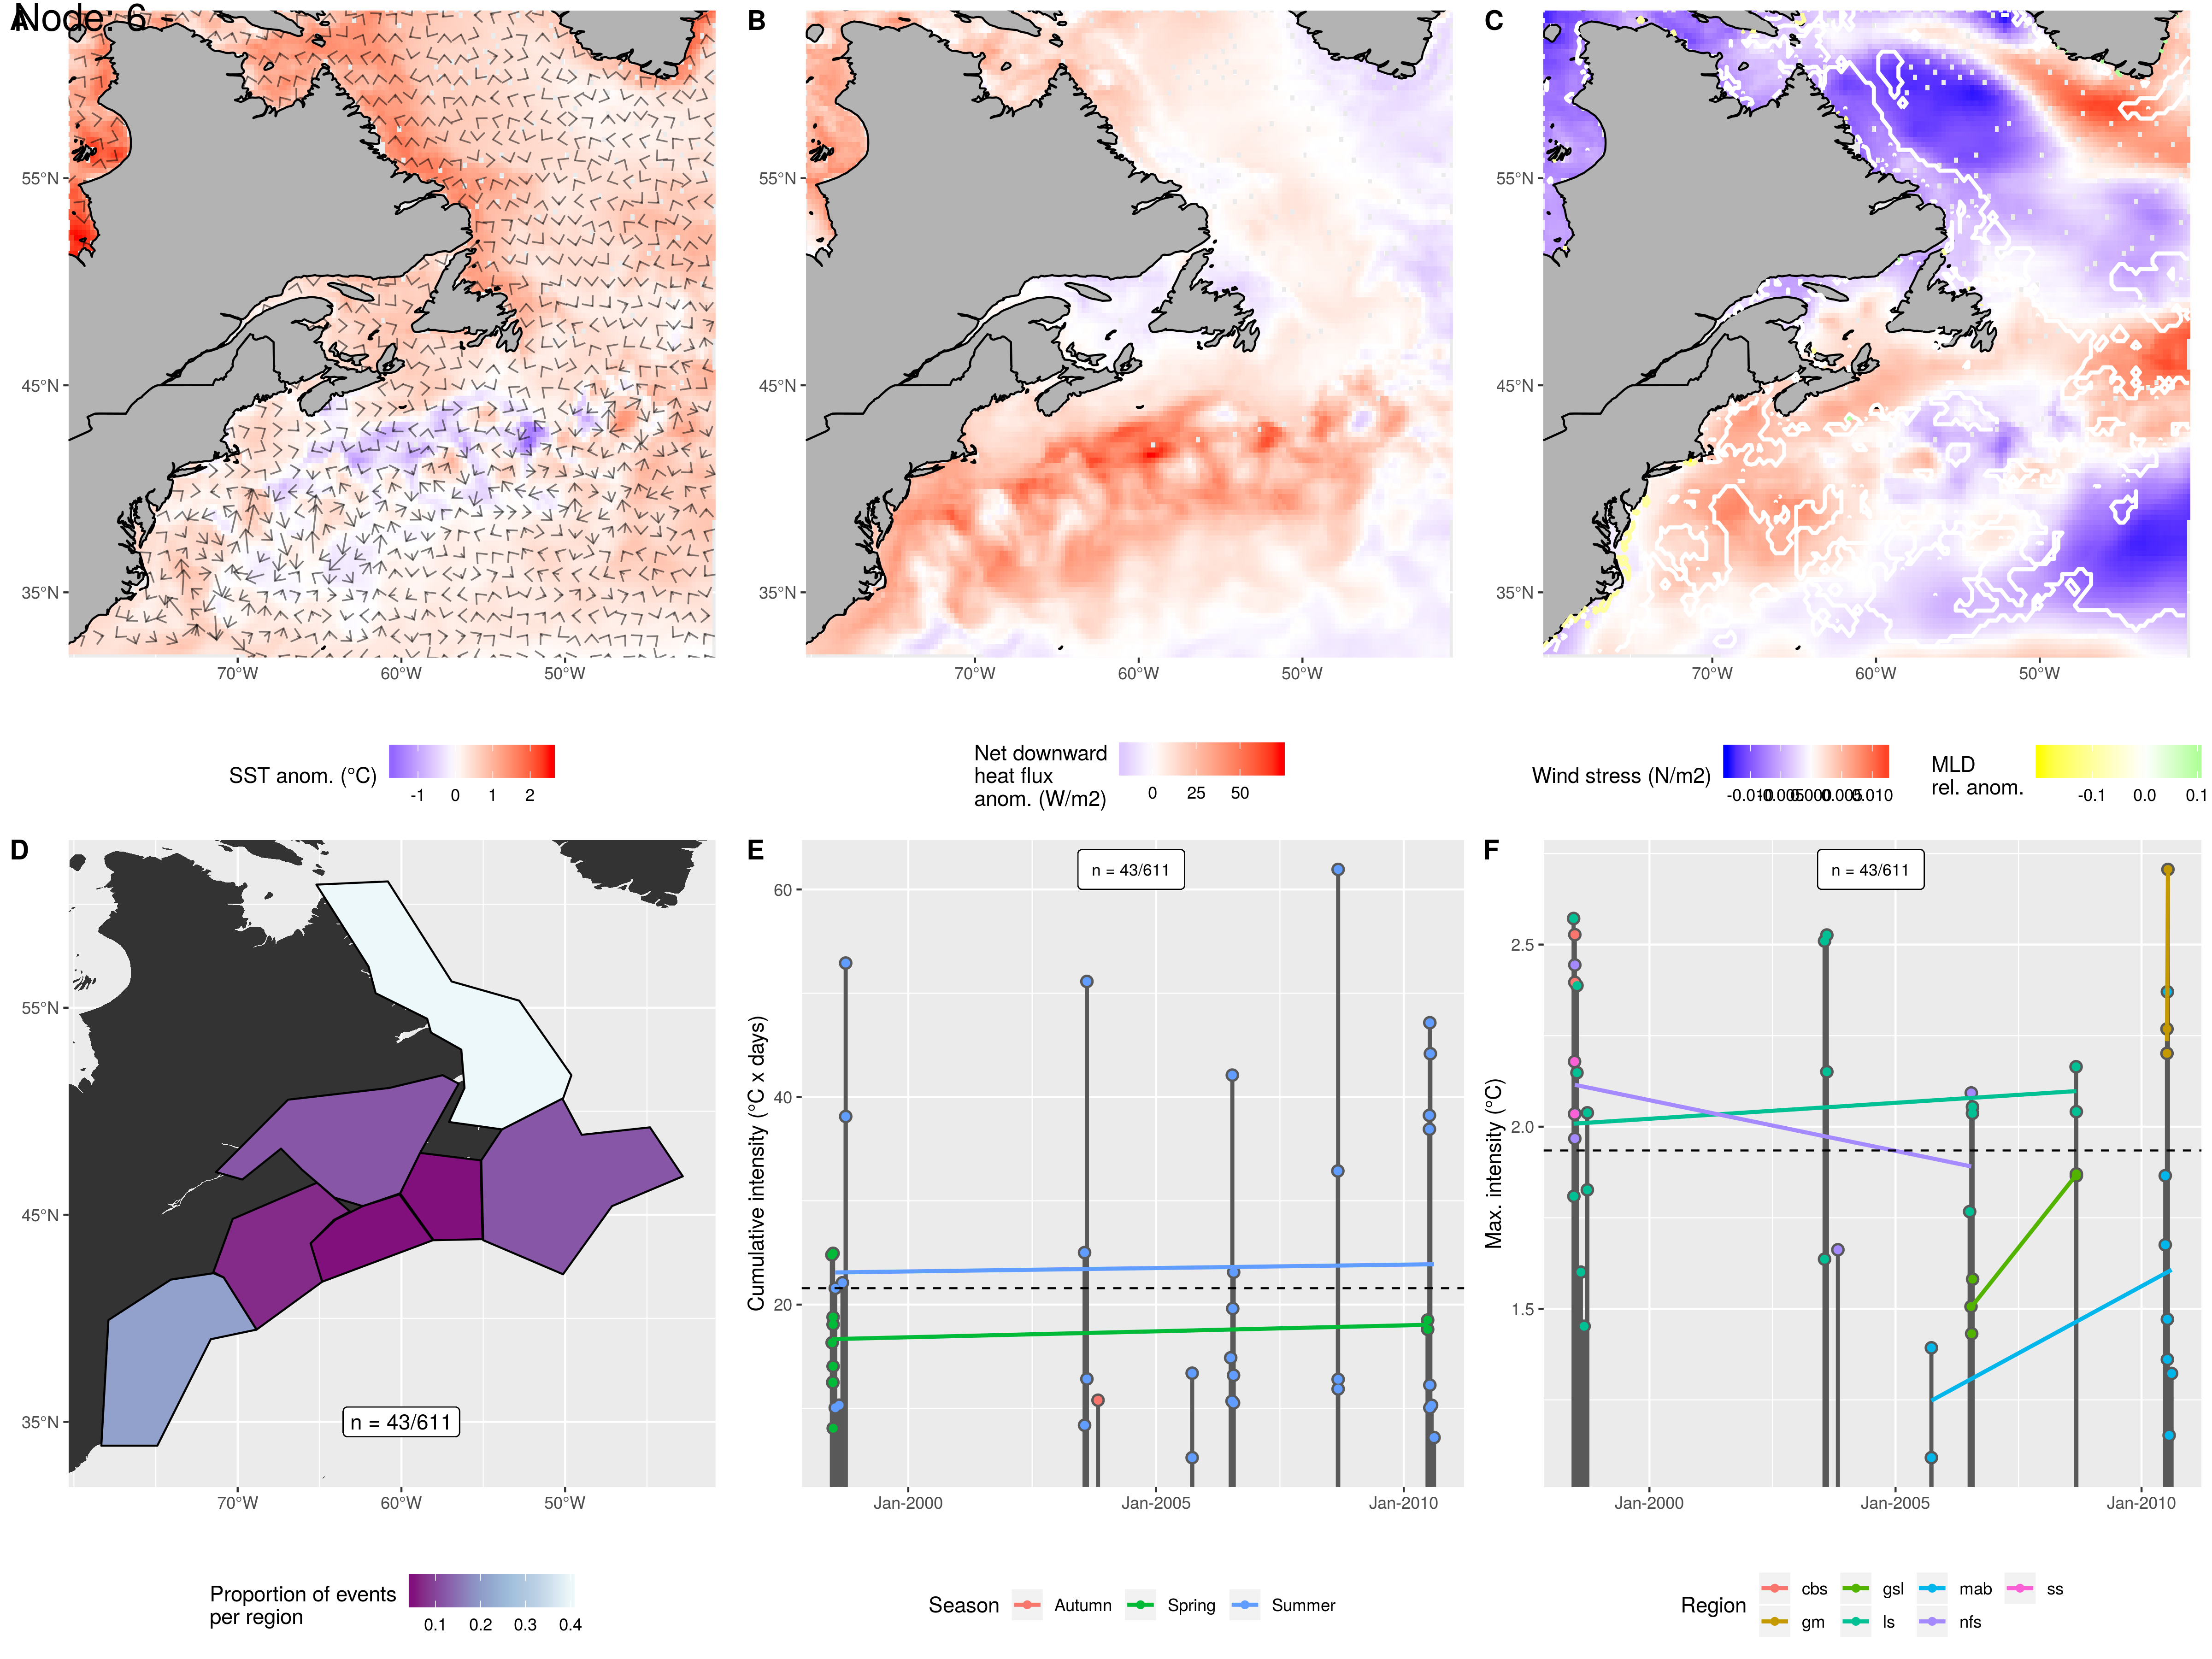 Node: 6
A
B
C
55°N
45°N
35°N
70°W
60°W
50°W
55°N
45°N
35°N
70°W
60°W
50°W
55°N
45°N
35°N
70°W
60°W
50°W
SST anom. (°C)
-1 0 1 2
Net downward
heat flux
anom. (W/m2)
0 25 50
Wind stress (N/m2)
-0.010 -0.005 0.000 0.005 0.010
MLD
rel. anom.
-0.1 0.0 0.1
D
55°N
45°N
35°N
n = 43/611
70°W
60°W
50°W
Proportion of events
per region
0.1 0.2 0.3 0.4
E
n = 43/611
Cumulative intensity (°C x days)
60
40
20
Jan-2000
Jan-2005
Jan-2010
Season
Autumn
Spring
Summer
F
n = 43/611
Max. intensity (°C)
2.5
2.0
1.5
Jan-2000
Jan-2005
Jan-2010
Region
cbs
gsl
mab
ss
gm
ls
nfs